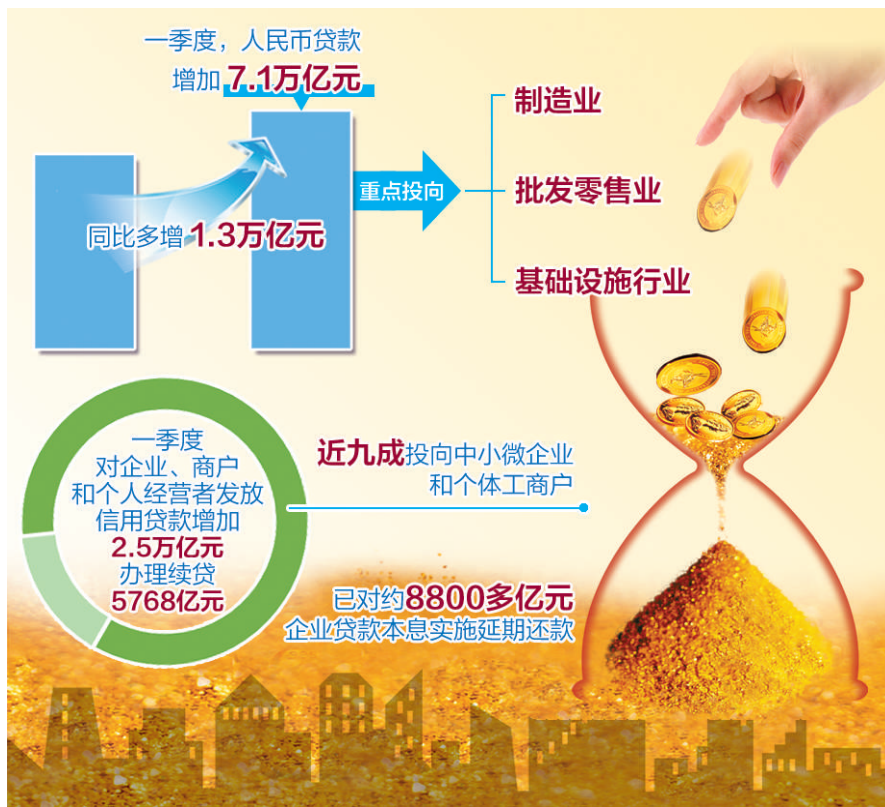 一季度，人民币贷款
增加 7.1万亿元
同比多增 1.3万亿元
重点投向
制造业
批发零售业
基础设施行业
一季度
对企业、商户
和个人经营者发放
信用贷款增加
2.5万亿元
办理续贷
5768亿元
近九成投向中小微企业
和个体工商户
已对约8800多亿元
企业贷款本息实施延期还款